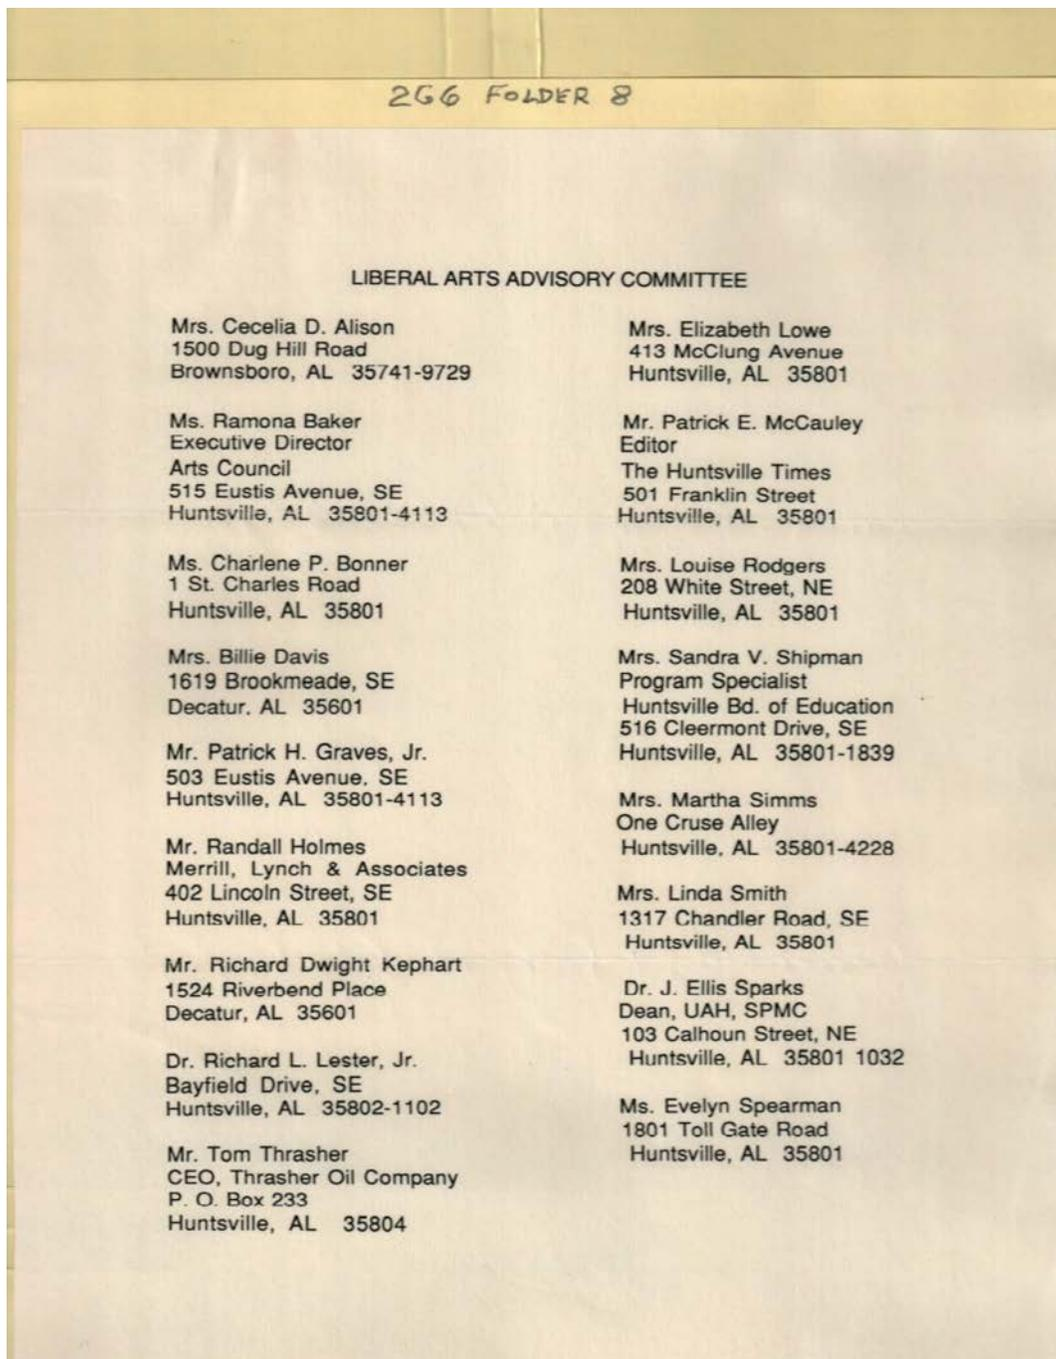 2G6 FOLDER 8
LIBERAL ARTS ADVISORY COMMITTEE
Mrs. Cecelia D. Alison
1500 Dug Hill Road
Brownsboro, AL 35741-9729
Ms. Ramona Baker
Executive Director
Arts Council
515 Eustis Avenue, SE
Huntsville, AL 35801-4113
Ms. Charlene P. Bonner
1 St. Charles Road
Huntsville, AL 35801
Mrs. Billie Davis
1619 Brookmeade, SE
Decatur. AL 35601
Mr. Patrick H. Graves, Jr.
503 Eustis Avenue. SE
Huntsville, AL 35801-4113
Mr. Randall Holmes
Merrill, Lynch & Associates
402 Lincoln Street, SE
Huntsville, AL 35801
Mr. Richard Dwight Kephart
1524 Riverbend Place
Decatur, AL 35601
Dr. Richard L. Lester, Jr.
Bayfield Drive, SE
Huntsville, AL 35802-1102
Mr. Tom Thrasher
CEO, Thrasher Oil Company
P. O. Box 233
Huntsville, AL 35804
Mrs. Elizabeth Lowe
413 McClung Avenue
Huntsville, AL 35801
Mr. Patrick E. McCauley
Editor
The Huntsville Times
501 Franklin Street
Huntsville, AL 35801
Mrs. Louise Rodgers
208 White Street, NE
Huntsville, AL 35801
Mrs. Sandra V. Shipman
Program Specialist
Huntsville Bd. of Education
516 Cleermont Drive, SE
Huntsville, AL 35801-1839
Mrs. Martha Simms
One Cruse Alley
Huntsville. AL 35801-4228
Mrs. Linda Smith
1317 Chandler Road, SE
Huntsville, AL 35801
Dr. J. Ellis Sparks
Dean, UAH, SPMC
103 Calhoun Street, NE
Huntsville, AL 35801 1032
Ms. Evelyn Spearman
1801 Toll Gate Road
Huntsville, AL 35801